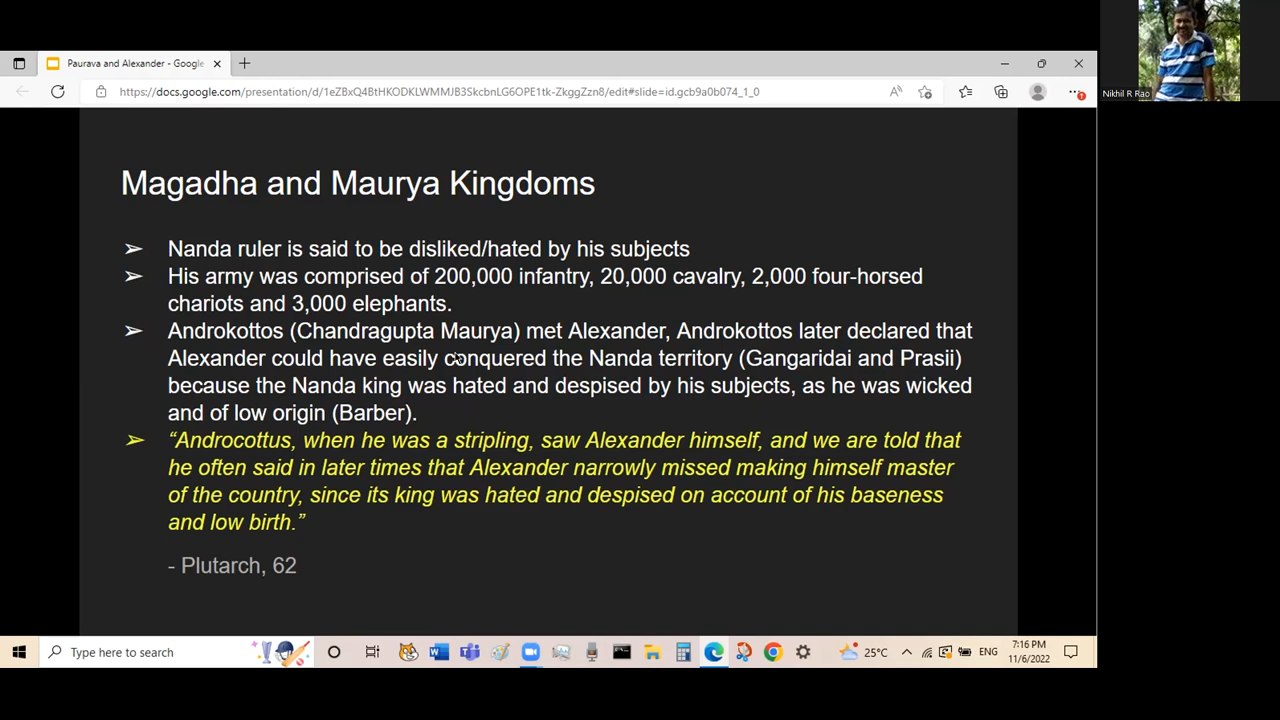 Paurava and Alexander - Google
https://docs.google.com/presentation/d/1eZBxQ4BtHKODKLWMMJB3SkcbnLG6OPE1tk-ZkggZzn8/edit#slide=id.gcb9a0b074_1_0
Nikhil R Rao
Magadha and Maurya Kingdoms
➢ Nanda ruler is said to be disliked/hated by his subjects
➢ His army was comprised of 200,000 infantry, 20,000 cavalry, 2,000 four-horsed
chariots and 3,000 elephants.
➢ Androkottos (Chandragupta Maurya) met Alexander, Androkottos later declared that
Alexander could have easily conquered the Nanda territory (Gangaridai and Prasii)
because the Nanda king was hated and despised by his subjects, as he was wicked
and of low origin (Barber).
➢ “Androcottus, when he was a stripling, saw Alexander himself, and we are told that
he often said in later times that Alexander narrowly missed making himself master
of the country, since its king was hated and despised on account of his baseness
and low birth.”
- Plutarch, 62
Type here to search
25°C
ENG
7:16 PM
11/6/2022